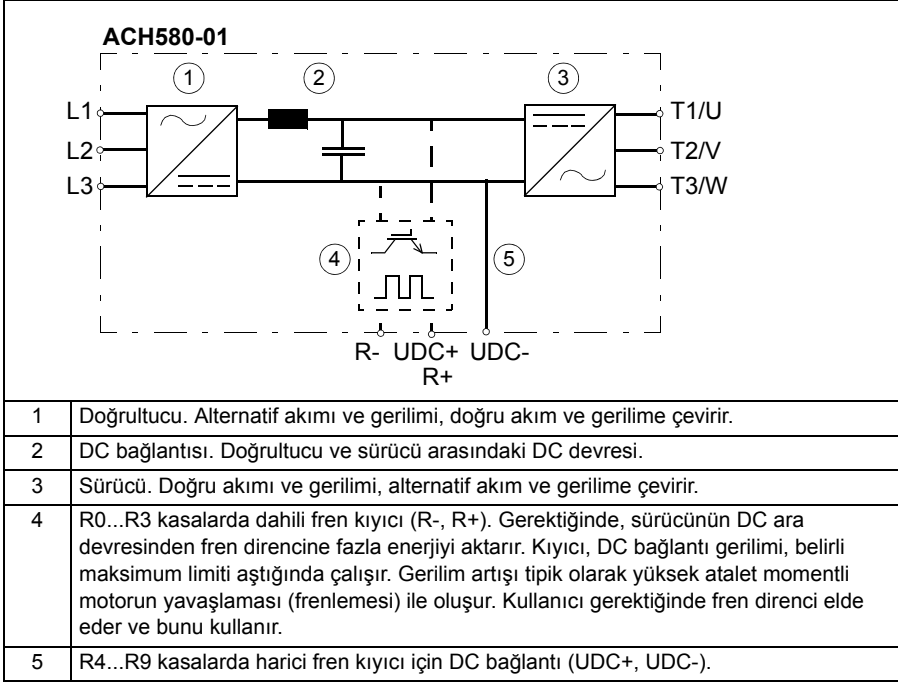 ACH580-01
1 2 3
L1 T1/U
L2 T2/V
L3 T3/W
4 5
R- UDC+ UDC-
R+
1 Doğrultucu. Alternatif akımı ve gerilimi, doğru akım ve gerilime çevirir.
2 DC bağlantısı. Doğrultucu ve sürücü arasındaki DC devresi.
3 Sürücü. Doğru akımı ve gerilimi, alternatif akım ve gerilime çevirir.
4 R0...R3 kasalarda dahili fren kıyıcı (R-, R+). Gerektiğinde, sürücünün DC ara
devresinden fren direncine fazla enerjiyi aktarır. Kıyıcı, DC bağlantı gerilimi, belirli
maksimum limiti aştığında çalışır. Gerilim artışı tipik olarak yüksek atalet momentli
motorun yavaşlaması (frenlemesi) ile oluşur. Kullanıcı gerektiğinde fren direnci elde
eder ve bunu kullanır.
5 R4...R9 kasalarda harici fren kıyıcı için DC bağlantı (UDC+, UDC-).